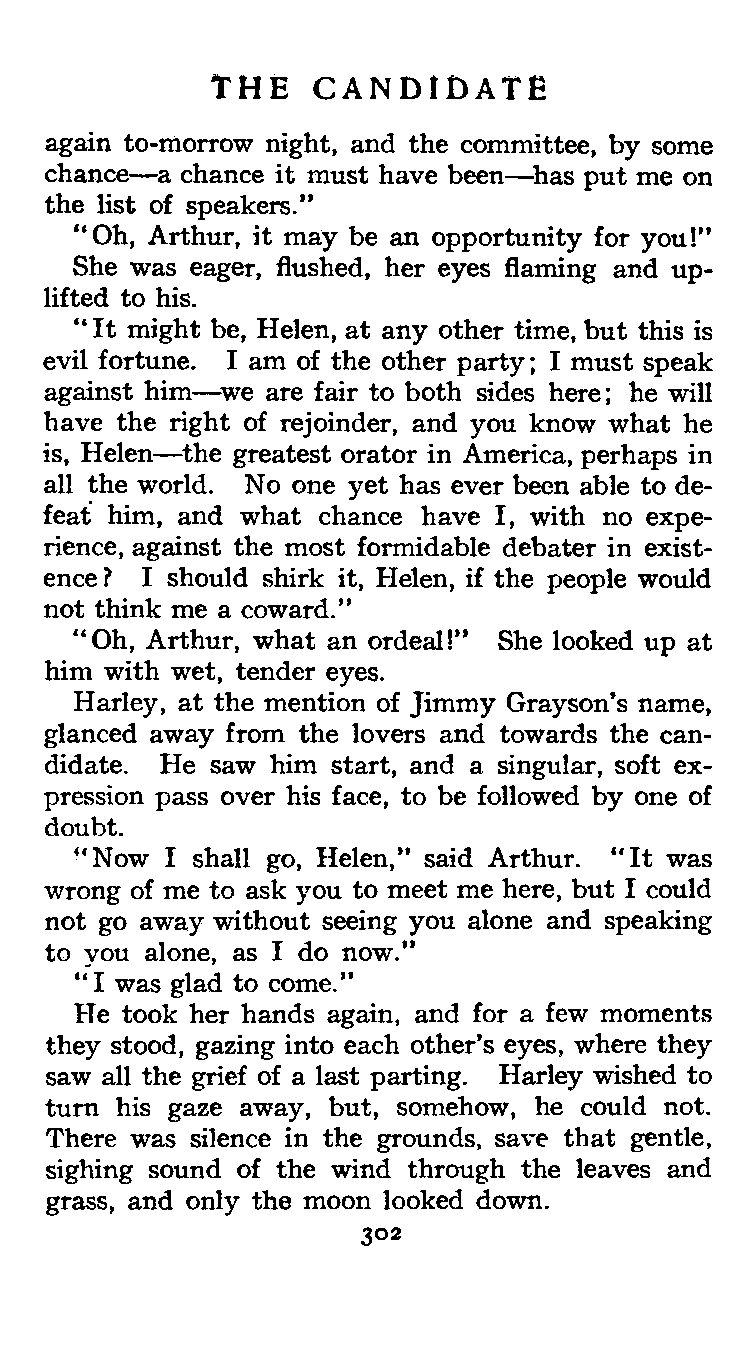 THE CANDIDATE
again to-morrow night, and the committee, by some
chance—a chance it must have been—has put me on
the list of speakers."
"Oh, Arthur, it may be an opportunity for you!"
She was eager, flushed, her eyes flaming and up-
lifted to his.
"It might be, Helen, at any other time, but this is
evil fortune. I am of the other party; I must speak
against him—we are fair to both sides here; he will
have the right of rejoinder, and you know what he
is, Helen—the greatest orator in America, perhaps in
all the world. No one yet has ever been able to de-
feat him, and what chance have I, with no expe-
rience, against the most formidable debater in exist-
ence? I should shirk it, Helen, if the people would
not think me a coward."
"Oh, Arthur, what an ordeal!" She looked up at
him with wet, tender eyes.
Harley, at the mention of Jimmy Grayson's name,
glanced away from the lovers and towards the can-
didate. He saw him start, and a singular, soft ex-
pression pass over his face, to be followed by one of
doubt.
"Now I shall go, Helen," said Arthur. "It was
wrong of me to ask you to meet me here, but I could
not go away without seeing you alone and speaking
to you alone, as I do now."
"I was glad to come."
He took her hands again, and for a few moments
they stood, gazing into each other's eyes, where they
saw all the grief of a last parting. Harley wished to
turn his gaze away, but, somehow, he could not.
There was silence in the grounds, save that gentle,
sighing sound of the wind through the leaves and
grass, and only the moon looked down.
302